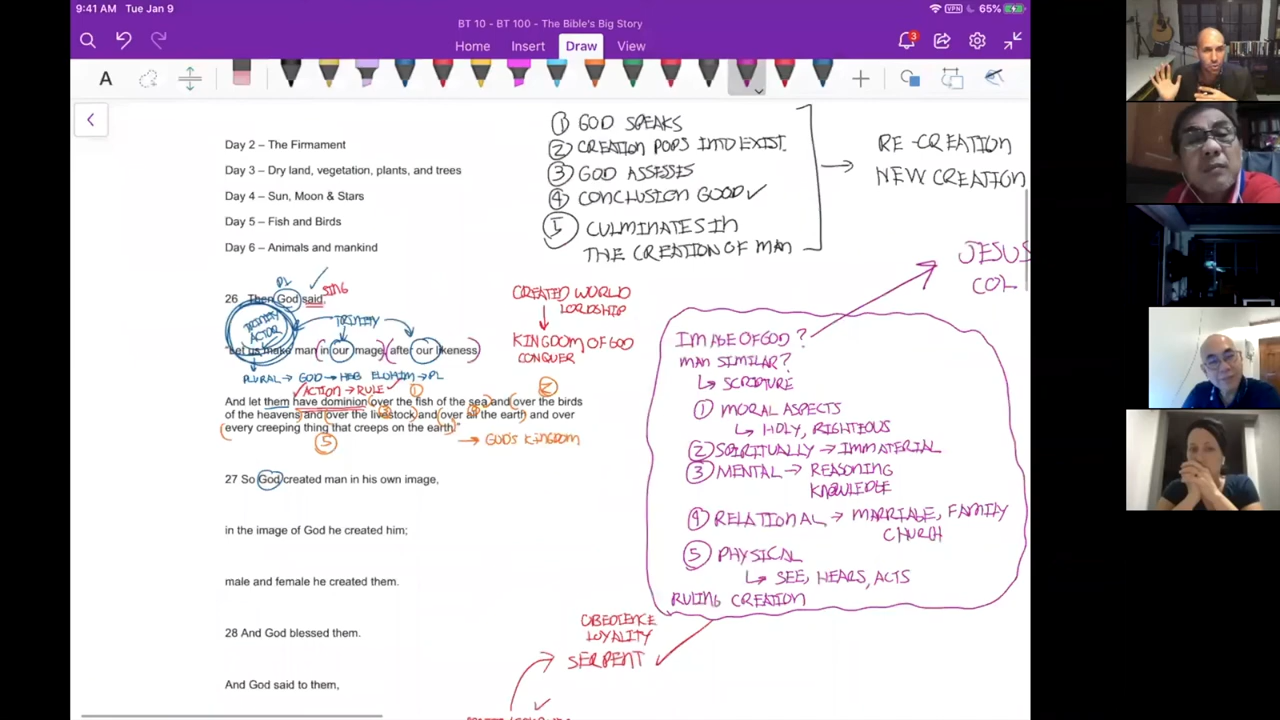 9:41 AM Tue Jan 9
VPN 65%
BT 10 - BT 100 - The Bible's Big Story
Home Insert Draw View
3
A
Day 2 – The Firmament
Day 3 – Dry land, vegetation, plants, and trees
Day 4 – Sun, Moon & Stars
Day 5 – Fish and Birds
Day 6 – Animals and mankind
① GOD SPEAKS
② CREATION POPS INTO EXIST.
③ GOD ASSESSES
④ CONCLUSION GOOD ✓
Ⅰ CULMINATES IN
THE CREATION OF MAN
RE-CREATION
NEW CREATION
JESUS
COL
PL
SING
26 Then God said,
TRINITY
ACTOR
TRINITY
"Let us make man in our mage, after our likeness
PLURAL → GOD → HEB ELOHIM → PL
✓ ACTION → RULE ✓ ①
②
And let them have dominion over the fish of the sea and over the birds
of the heavens and over the livestock and over all the earth and over
every creeping thing that creeps on the earth."
⑤
→ GOD'S KINGDOM
CREATED WORLD
LORDSHIP
KINGDOM OF GOD
CONQUER
27 So God created man in his own image,
in the image of God he created him;
male and female he created them.
28 And God blessed them.
And God said to them,
IMAGE OF GOD?
MAN SIMILAR?
↳ SCRIPTURE
① MORAL ASPECTS
↳ HOLY, RIGHTEOUS
② SPIRITUALLY → IMMATERIAL
③ MENTAL → REASONING
KNOWLEDGE
④ RELATIONAL → MARRIAGE, FAMILY
CHURCH
⑤ PHYSICAL
↳ SEE, HEARS, ACTS
RULING CREATION
OBEDIENCE
LOYALITY
SERPENT